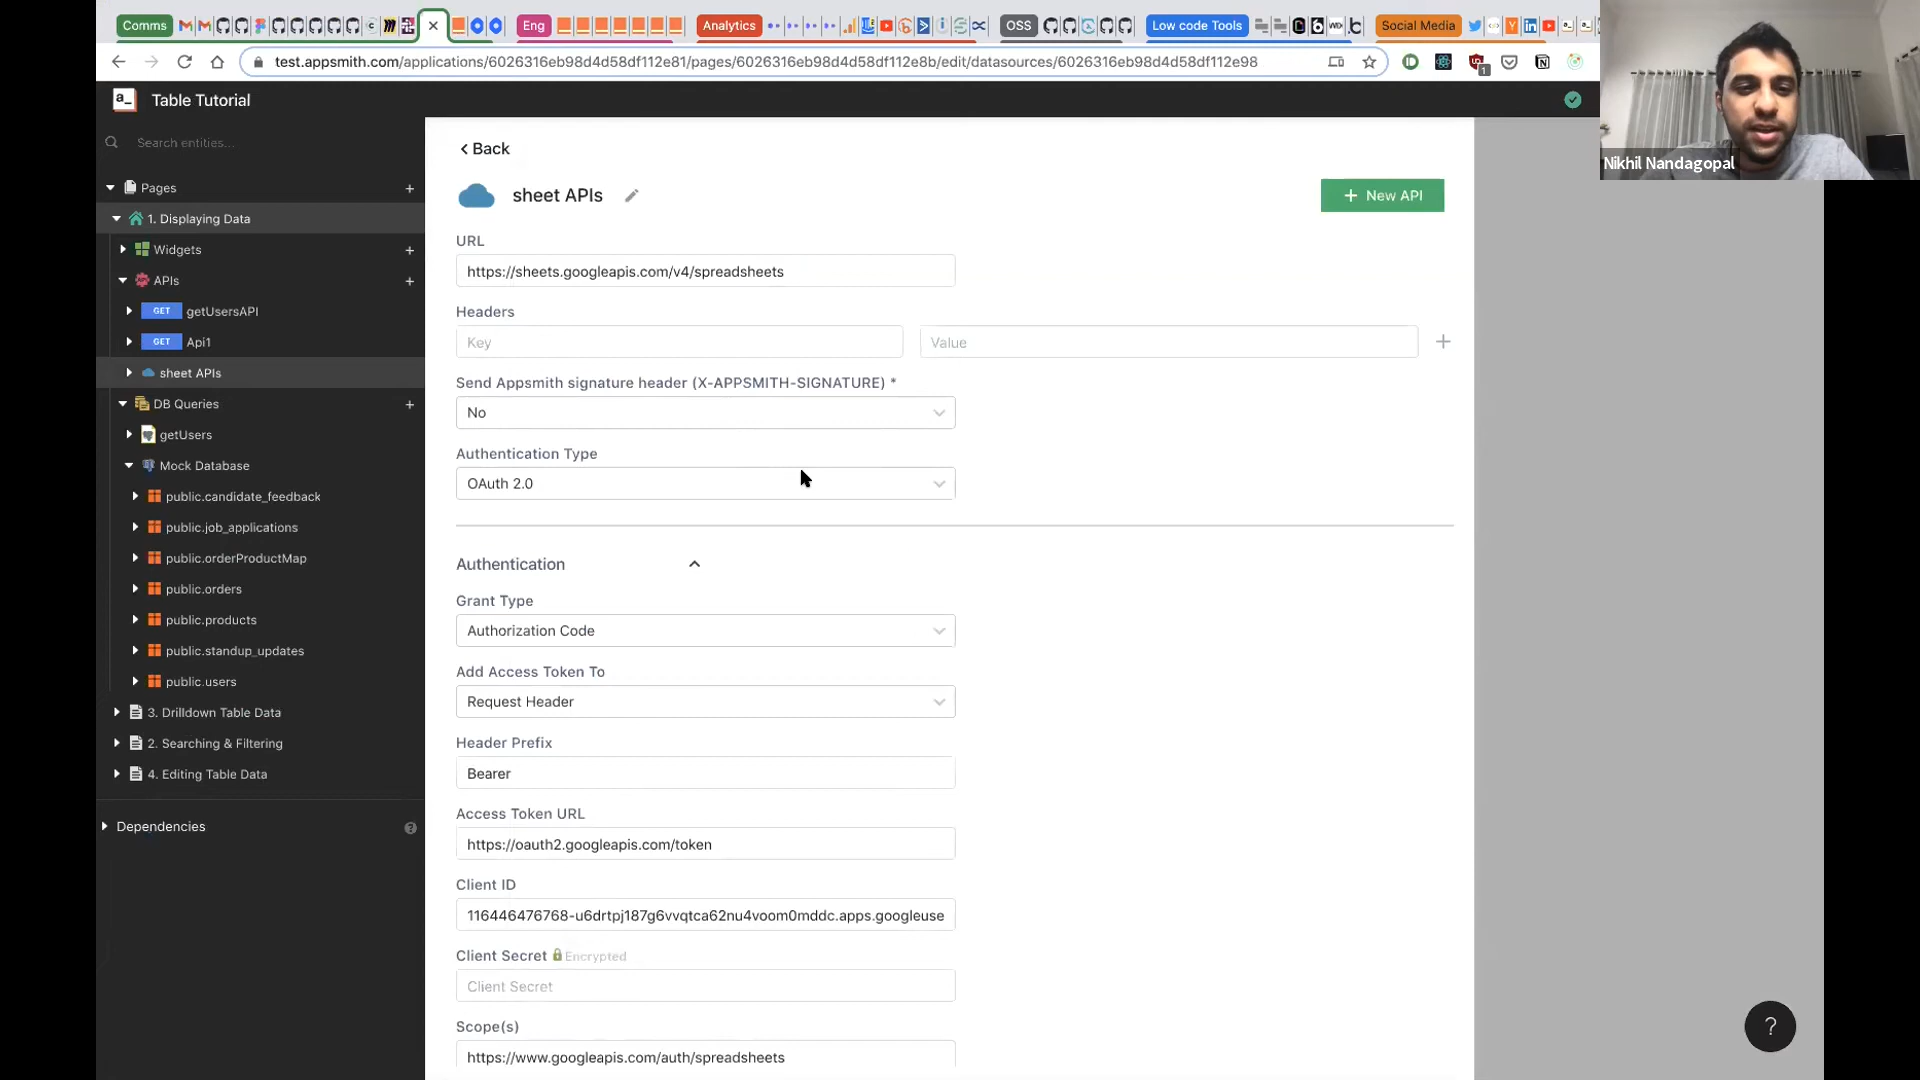 Comms
Eng
Analytics
OSS
Low code Tools
Social Media
test.appsmith.com/applications/6026316eb98d4d58df112e81/pages/6026316eb98d4d58df112e8b/edit/datasources/6026316eb98d4d58df112e98
1
a_
Table Tutorial
Nikhil Nandagopal
Search entities...
Pages
1. Displaying Data
Widgets
APIs
GET getUsersAPI
GET Api1
sheet APIs
DB Queries
getUsers
Mock Database
public.candidate_feedback
public.job_applications
public.orderProductMap
public.orders
public.products
public.standup_updates
public.users
3. Drilldown Table Data
2. Searching & Filtering
4. Editing Table Data
Dependencies
?
Back
sheet APIs
+ New API
URL
https://sheets.googleapis.com/v4/spreadsheets
Headers
Key
Value
Send Appsmith signature header (X-APPSMITH-SIGNATURE) *
No
Authentication Type
OAuth 2.0
Authentication
Grant Type
Authorization Code
Add Access Token To
Request Header
Header Prefix
Bearer
Access Token URL
https://oauth2.googleapis.com/token
Client ID
116446476768-u6drtpj187g6vvqtca62nu4voom0mddc.apps.googleuse
Client Secret Encrypted
Client Secret
Scope(s)
https://www.googleapis.com/auth/spreadsheets
?